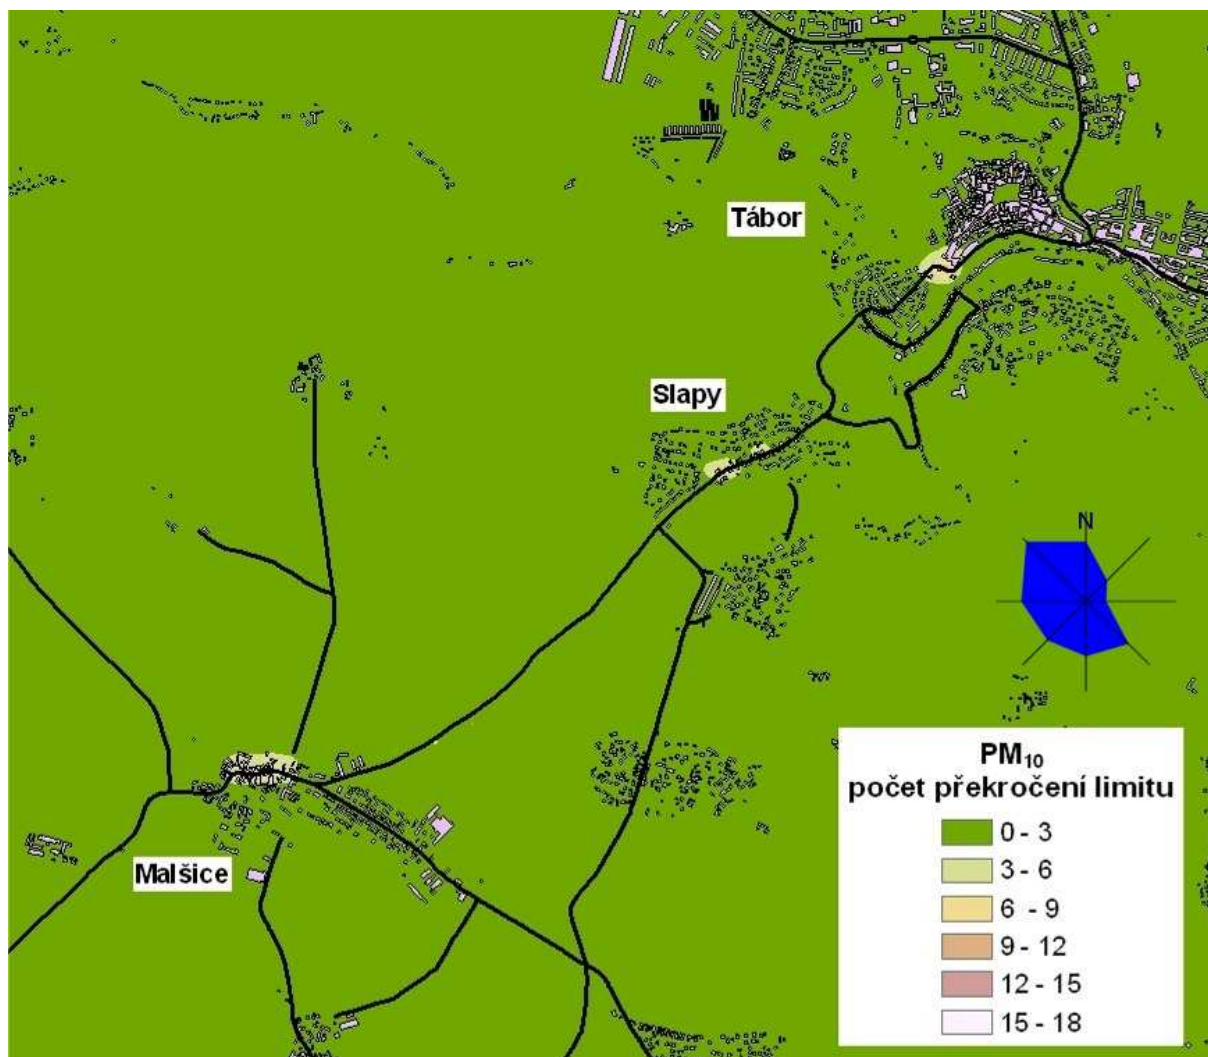 Tábor
Slapy
N
Malšice
PM₁₀
počet překročení limitu
0 - 3
3 - 6
6 - 9
9 - 12
12 - 15
15 - 18